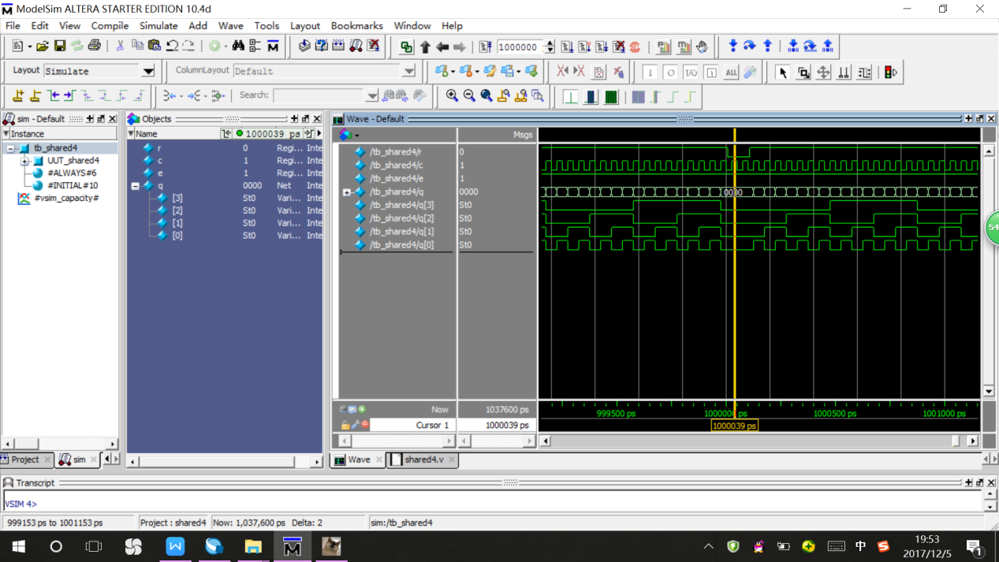 ModelSim ALTERA STARTER EDITION 10.4d
File Edit View Compile Simulate Add Wave Tools Layout Bookmarks Window Help
1000000
Layout Simulate ColumnLayout Default
Search:
sim - Default
Instance
tb_shared4
UUT_shared4
#ALWAYS#6
#INITIAL#10
#vsim_capacity#
Objects
Name 1000039 ps
r 0 Regi... Inte
c 1 Regi... Inte
e 1 Regi... Inte
q 0000 Net Inte
[3] St0 Vari... Inte
[2] St0 Vari... Inte
[1] St0 Vari... Inte
[0] St0 Vari... Inte
Wave - Default
Msgs
/tb_shared4/r 0
/tb_shared4/c 1
/tb_shared4/e 1
/tb_shared4/q 0000 0000
/tb_shared4/q[3] St0
/tb_shared4/q[2] St0
/tb_shared4/q[1] St0
/tb_shared4/q[0] St0
Now 1037600 ps 999500 ps 1000000 ps 1000500 ps 1001000 ps
Cursor 1 1000039 ps 1000039 ps
54
Project sim Wave shared4.v
Transcript
VSIM 4>
999153 ps to 1001153 ps Project : shared4 Now: 1,037,600 ps Delta: 2 sim:/tb_shared4
中
19:53
2017/12/5
1